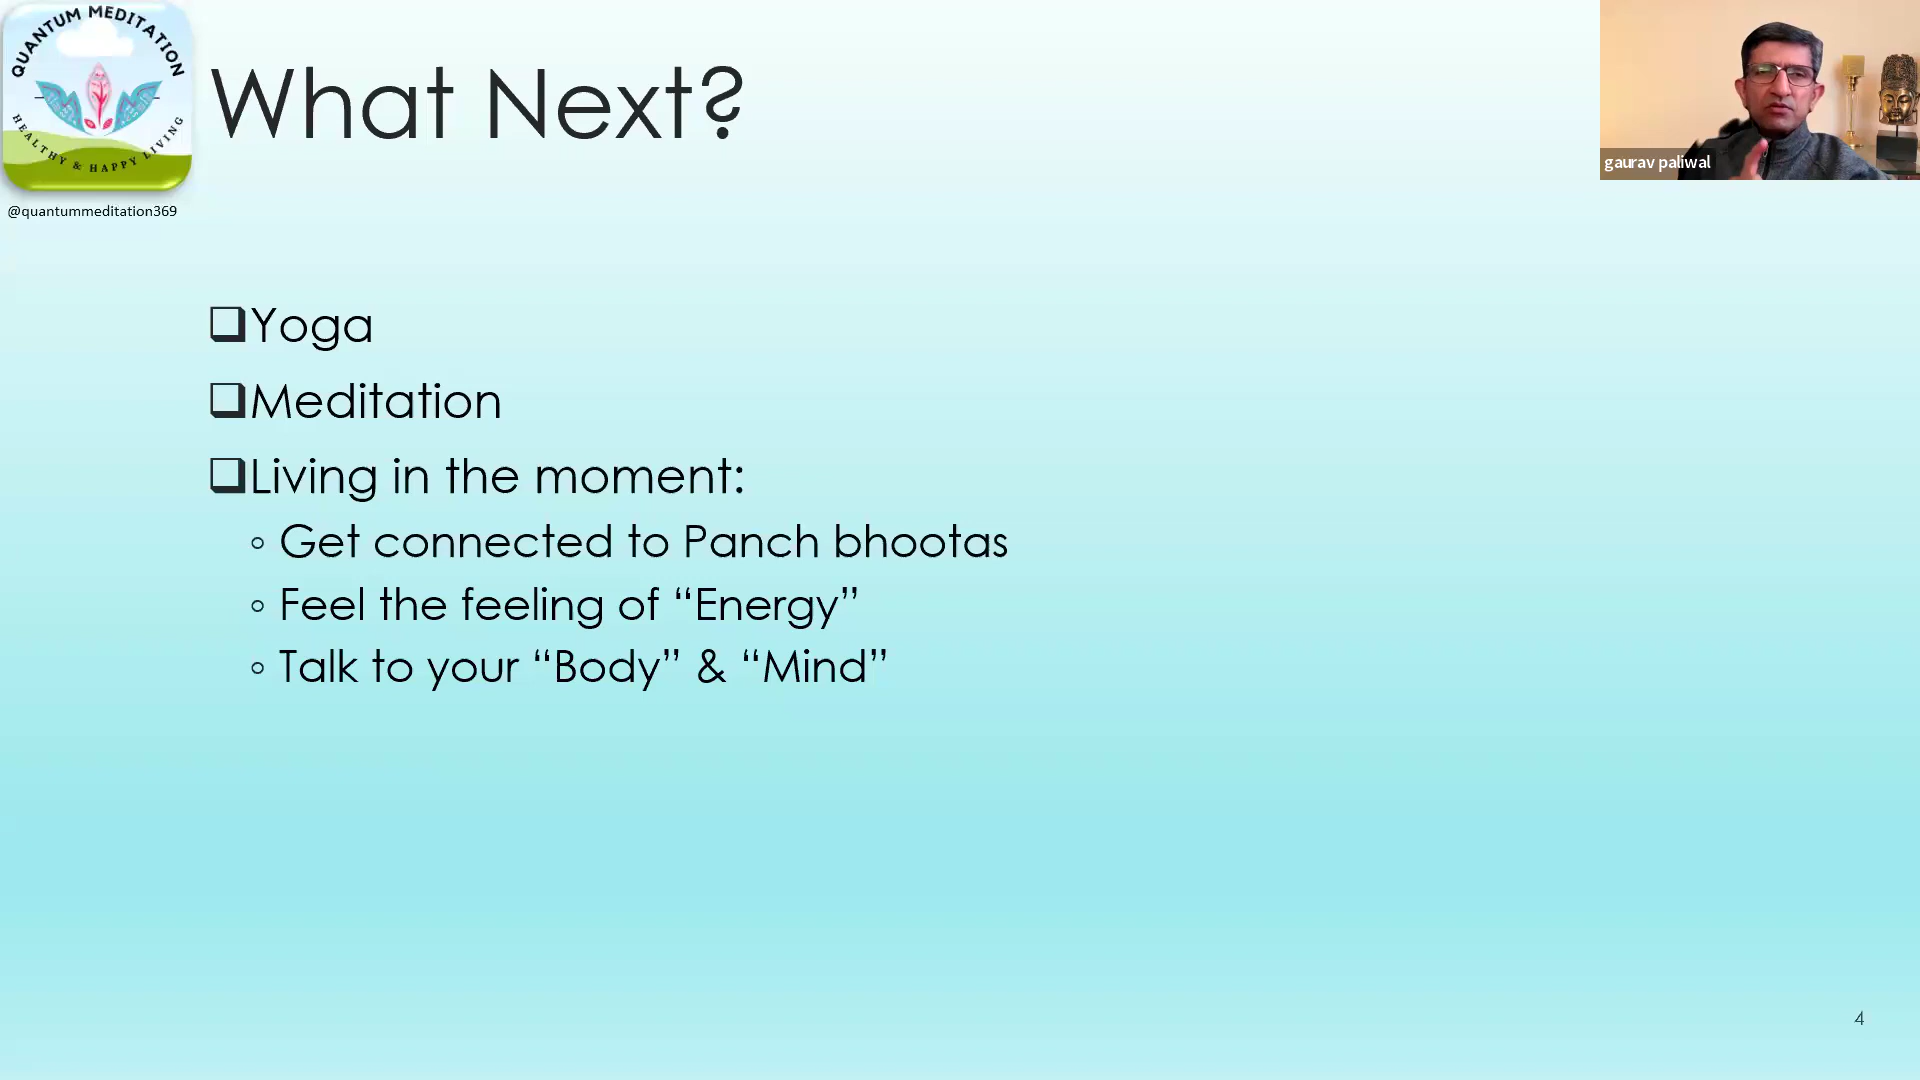 QUANTUM MEDITATION
HEALTHY & HAPPY LIVING
@quantummeditation369
What Next?
gaurav paliwal
Yoga
Meditation
Living in the moment:
Get connected to Panch bhootas
Feel the feeling of “Energy”
Talk to your “Body” & “Mind”
4